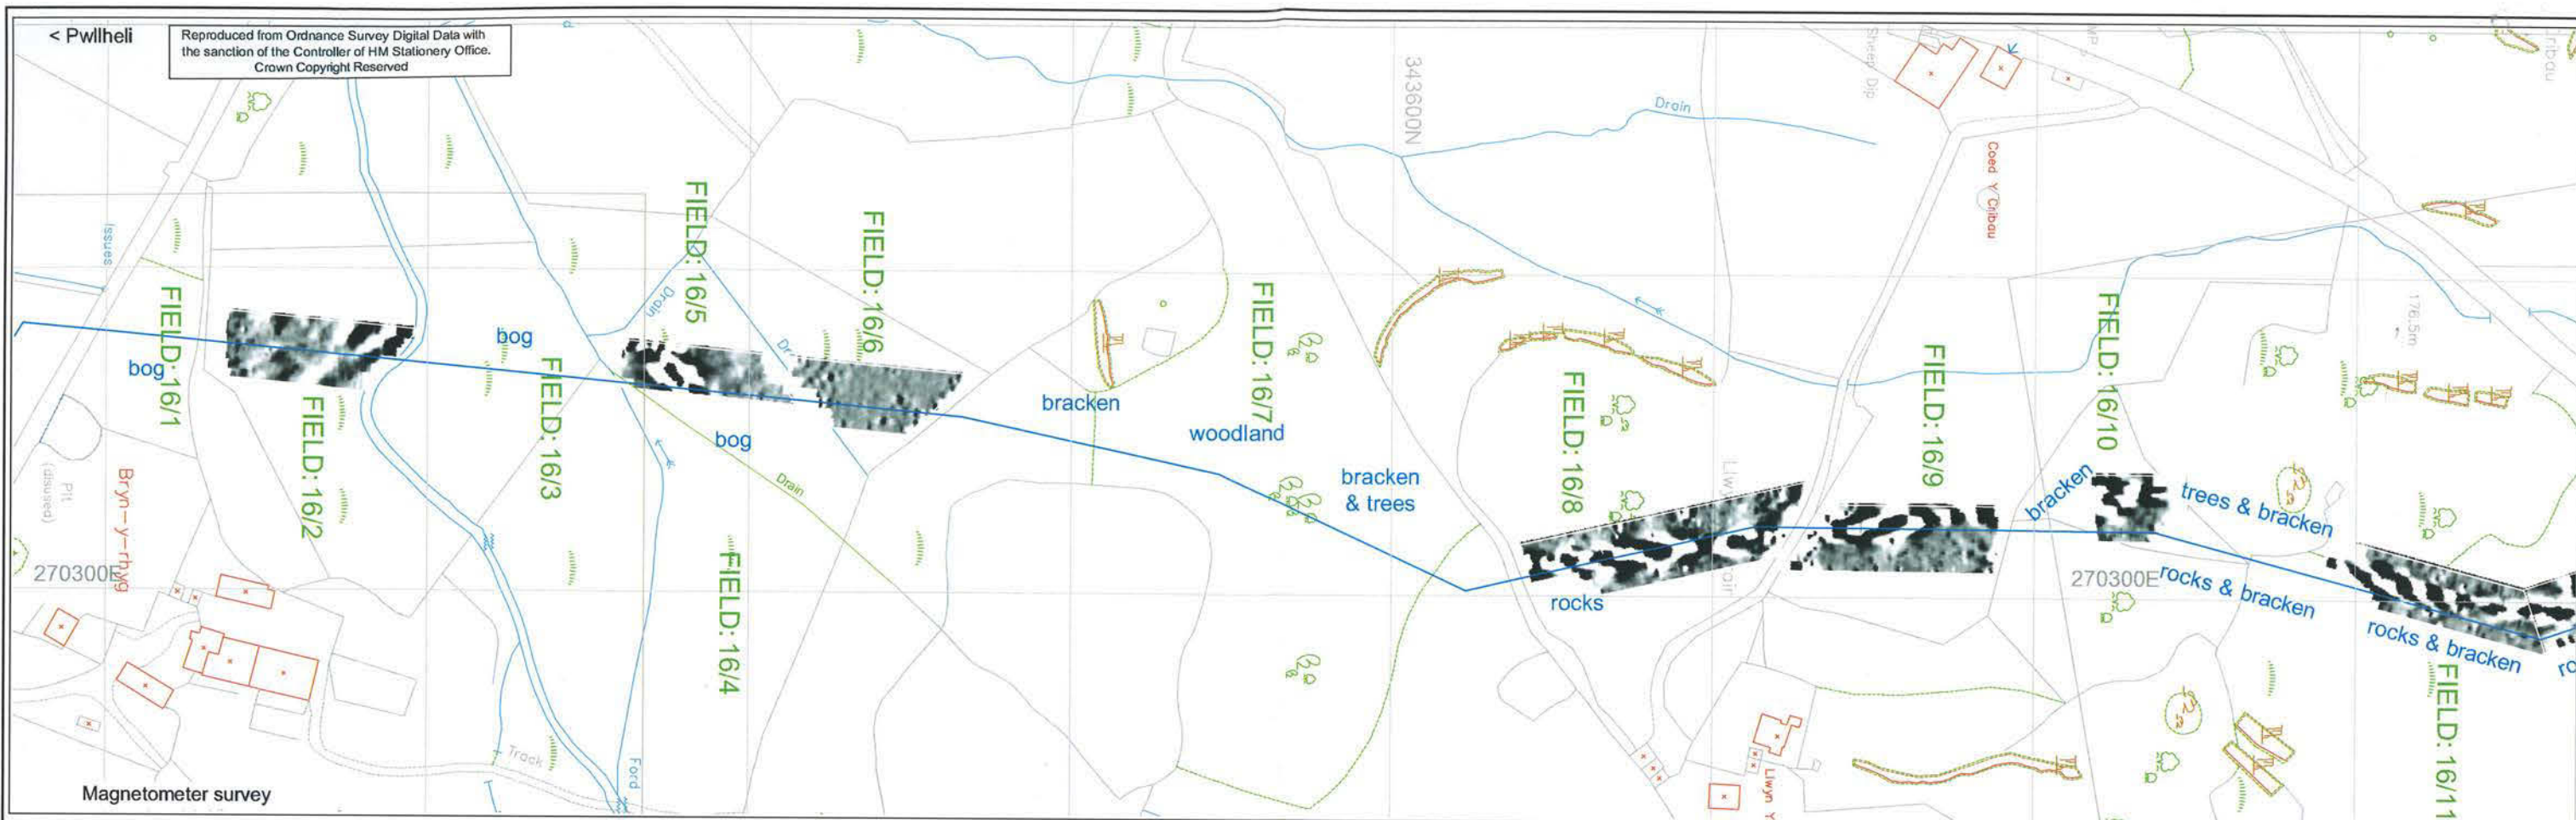 < Pwllheli
Reproduced from Ordnance Survey Digital Data with
the sanction of the Controller of HM Stationery Office.
Crown Copyright Reserved
343600N
Sheep Dip
Drain
Coed Y Cribau
Issues
FIELD: 16/1
FIELD: 16/2
FIELD: 16/3
FIELD: 16/4
FIELD: 16/5
FIELD: 16/6
FIELD: 16/7
FIELD: 16/8
FIELD: 16/9
FIELD: 16/10
FIELD: 16/11
176.5m
Drain
bog
bog
bog
bracken
woodland
bracken
& trees
bracken
trees & bracken
rocks & bracken
rocks & bracken
rocks
Drain
Pit
(disused)
Bryn-y-rhyg
270300E
270300E
Track
Ford
Llwyn Y
Magnetometer survey